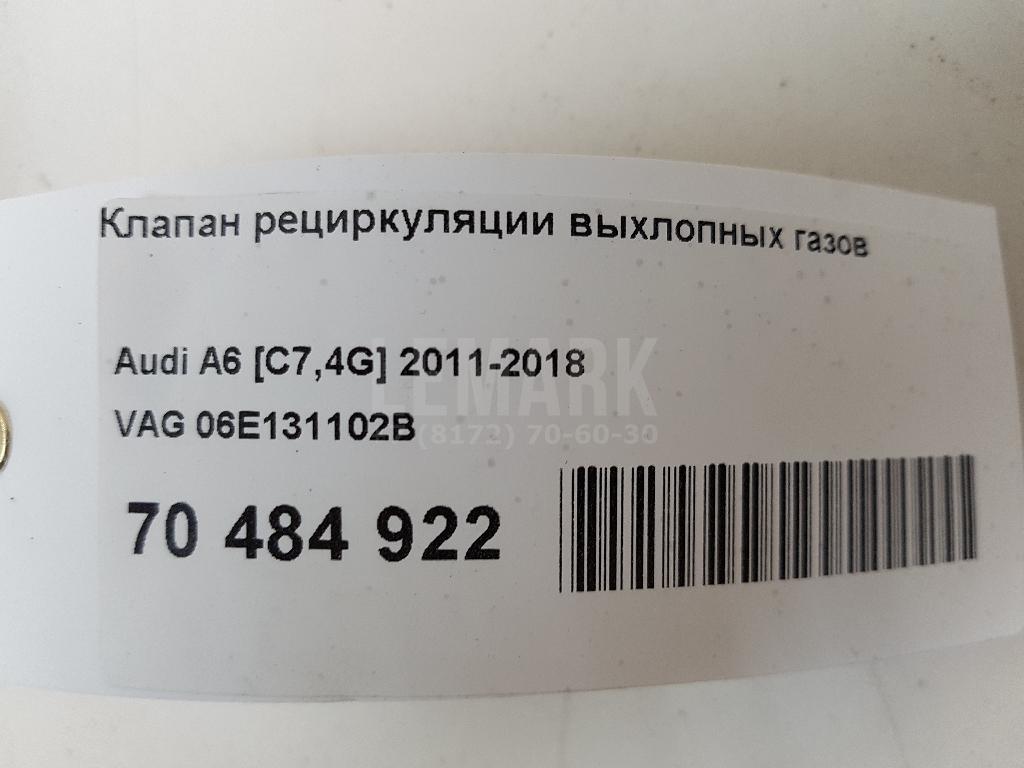 Клапан рециркуляции выхлопных газов
Audi A6 [C7,4G] 2011-2018
LEMARK
VAG 06E131102B
(8172) 70-60-30
70 484 922